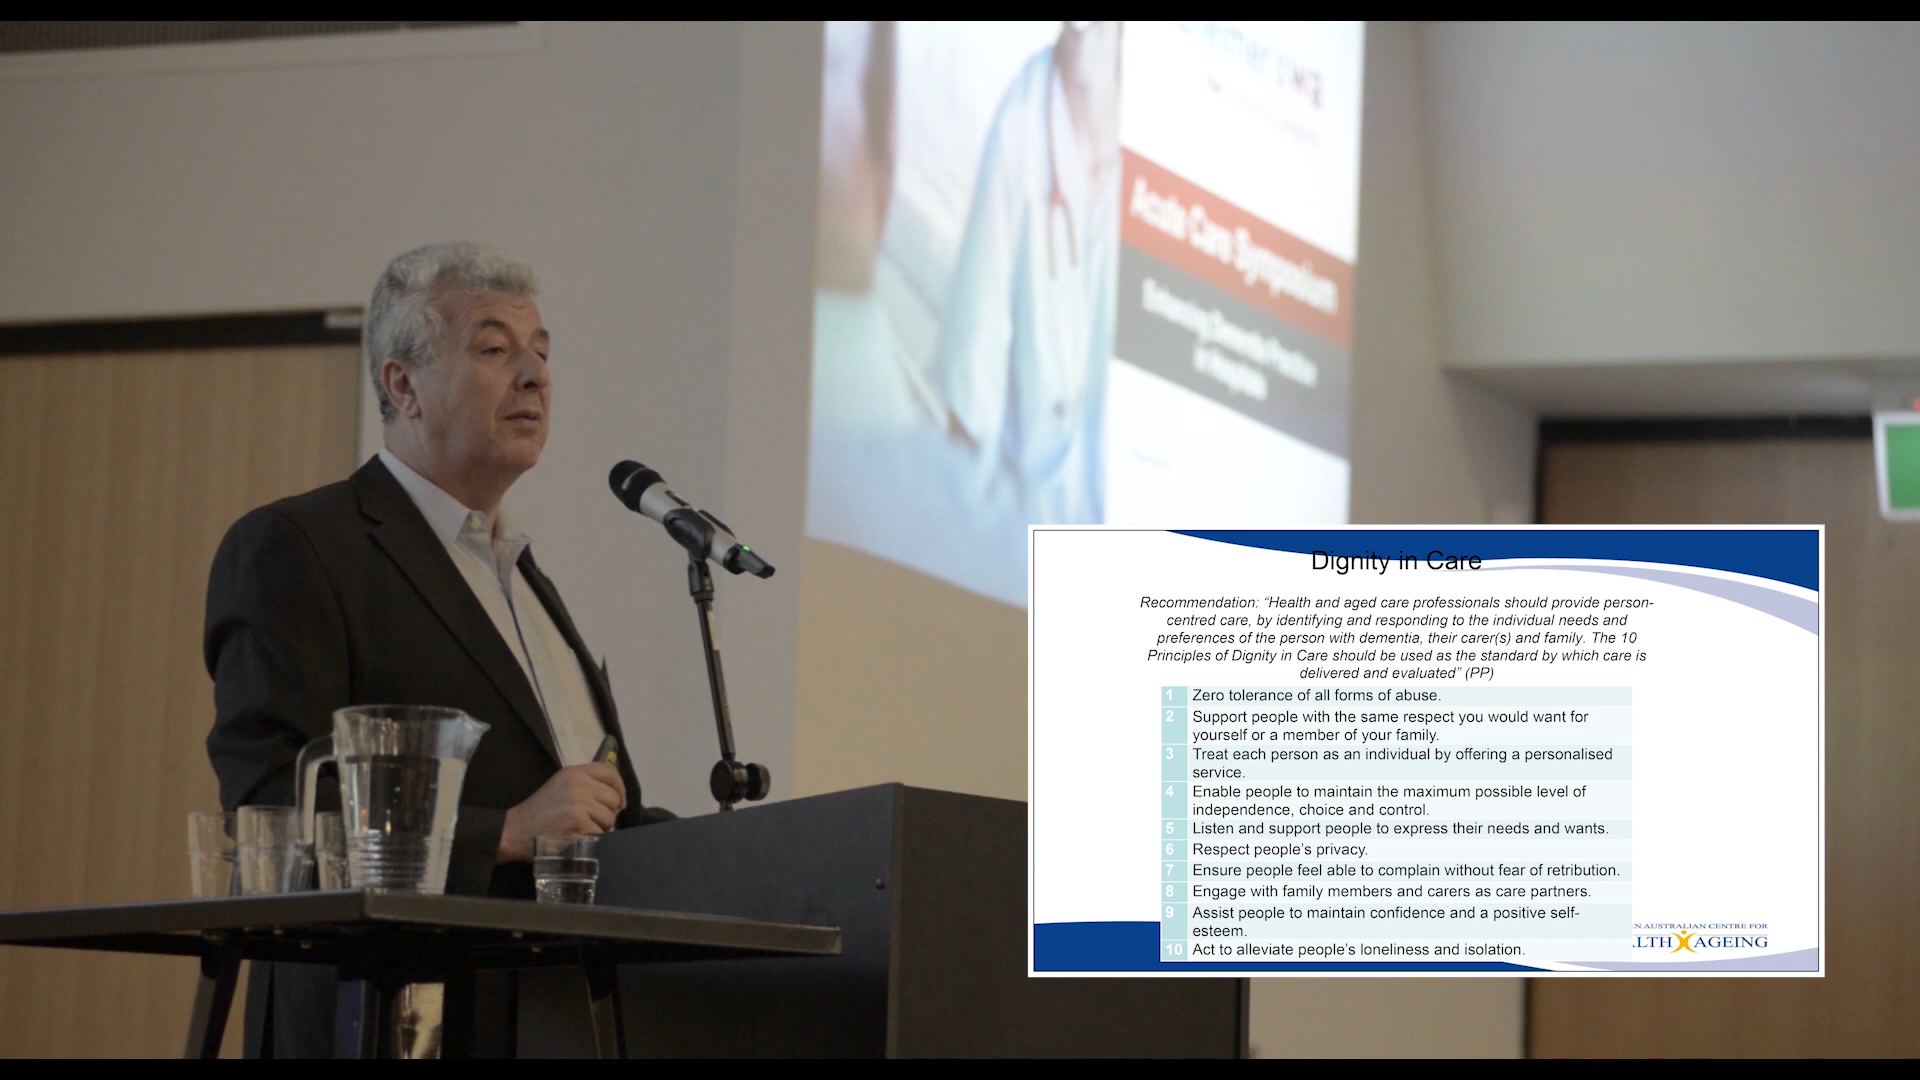 Acute Care Symposium
Enhancing Dementia Practice
in Hospitals
Dignity in Care
Recommendation: “Health and aged care professionals should provide person-
centred care, by identifying and responding to the individual needs and
preferences of the person with dementia, their carer(s) and family. The 10
Principles of Dignity in Care should be used as the standard by which care is
delivered and evaluated” (PP)
1 Zero tolerance of all forms of abuse.
2 Support people with the same respect you would want for
yourself or a member of your family.
3 Treat each person as an individual by offering a personalised
service.
4 Enable people to maintain the maximum possible level of
independence, choice and control.
5 Listen and support people to express their needs and wants.
6 Respect people’s privacy.
7 Ensure people feel able to complain without fear of retribution.
8 Engage with family members and carers as care partners.
9 Assist people to maintain confidence and a positive self-
esteem.
10 Act to alleviate people’s loneliness and isolation.
N AUSTRALIAN CENTRE FOR
LTH AGEING